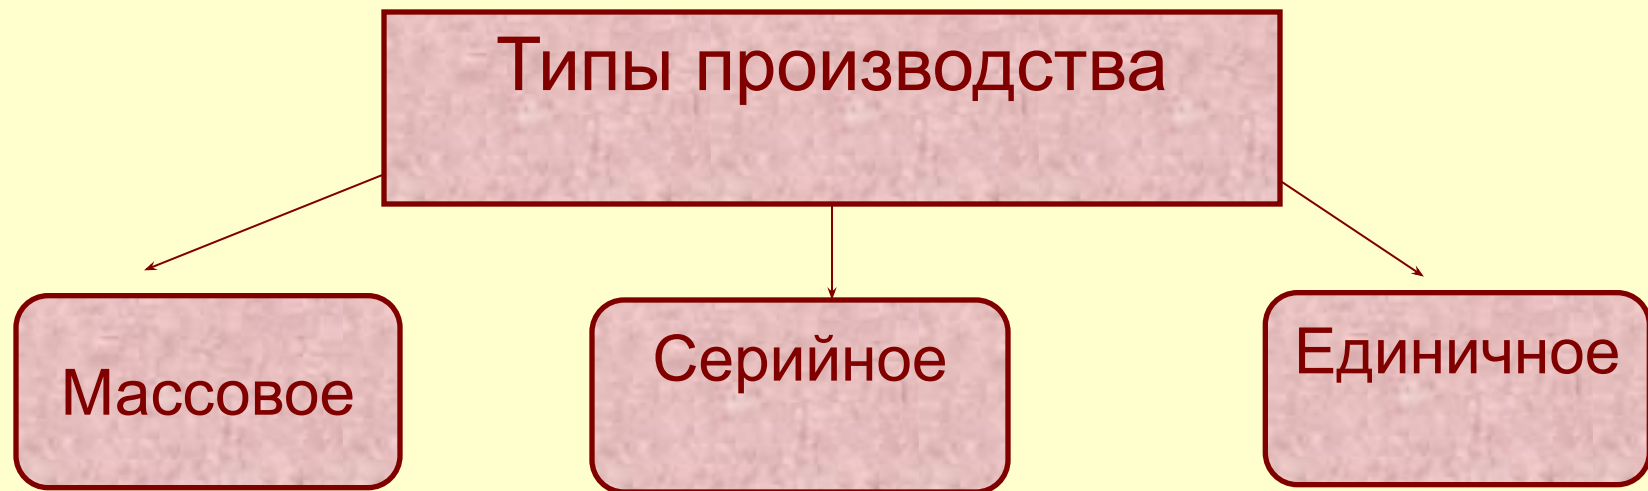 Типы производства
Массовое
Серийное
Единичное